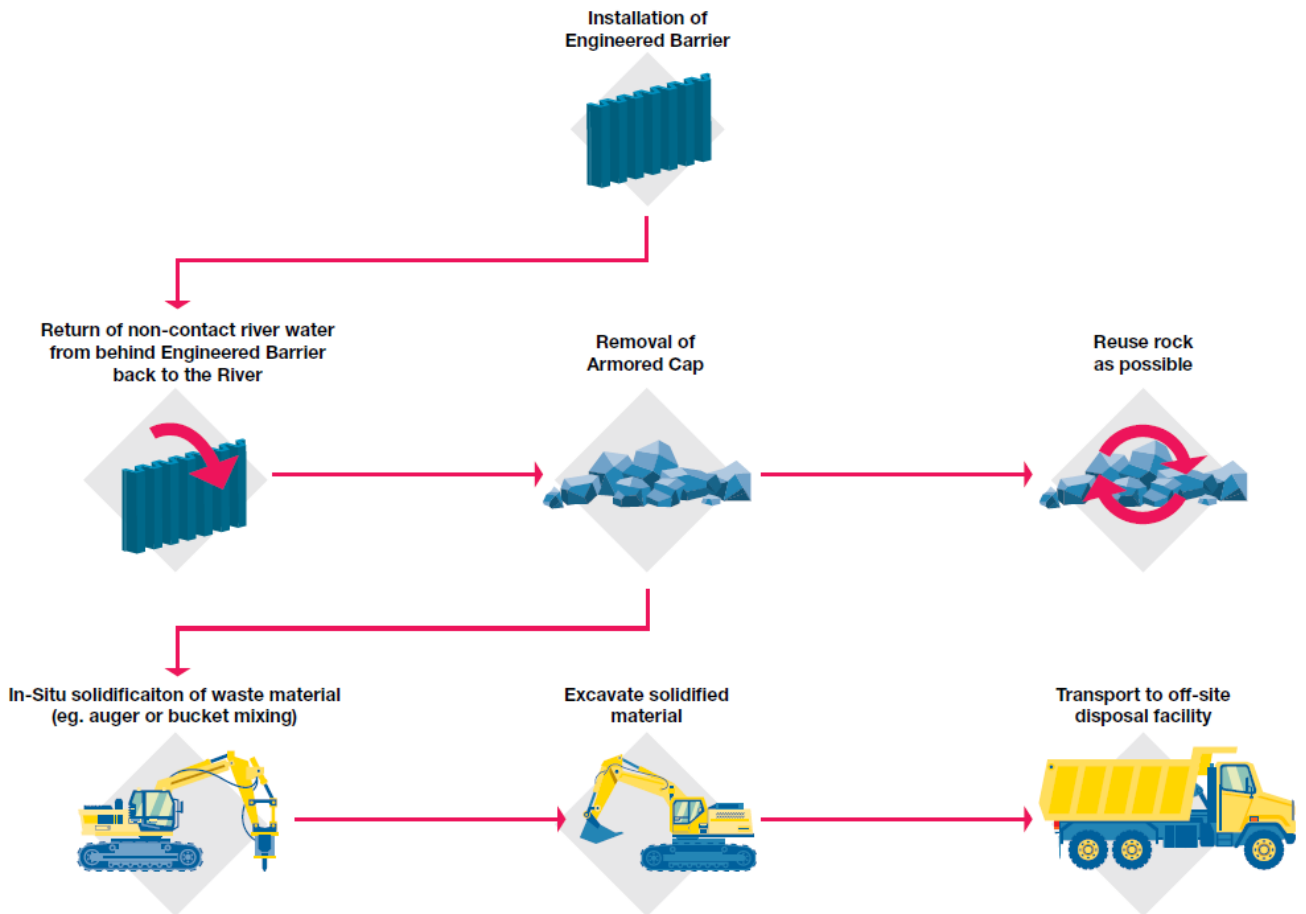 Installation of
Engineered Barrier
Return of non-contact river water
from behind Engineered Barrier
back to the River
Removal of
Armored Cap
Reuse rock
as possible
In-Situ solidificaiton of waste material
(eg. auger or bucket mixing)
Excavate solidified
material
Transport to off-site
disposal facility